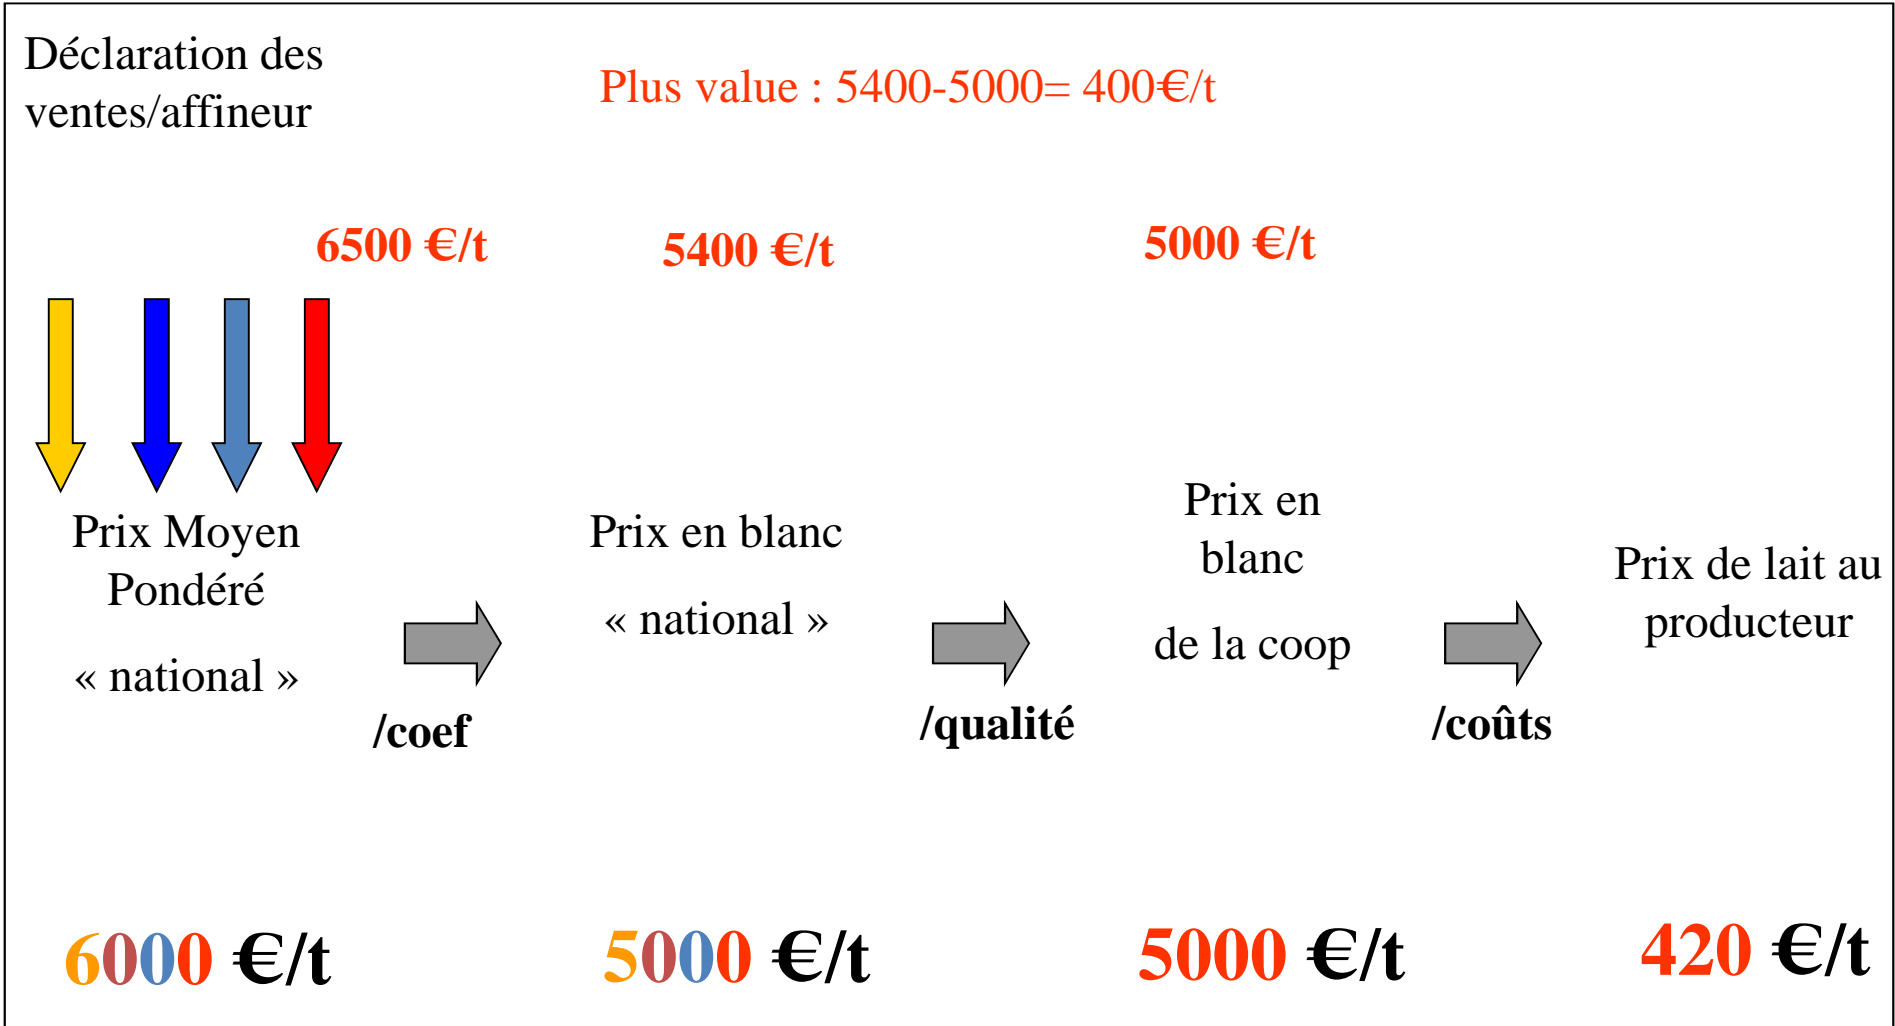 Déclaration des
ventes/affineur
Plus value : 5400-5000= 400€/t
6500 €/t
5400 €/t
5000 €/t
Prix Moyen
Pondéré
« national »
/coef
Prix en blanc
« national »
/qualité
Prix en
blanc
de la coop
/coûts
Prix de lait au
producteur
6000 €/t
5000 €/t
5000 €/t
420 €/t